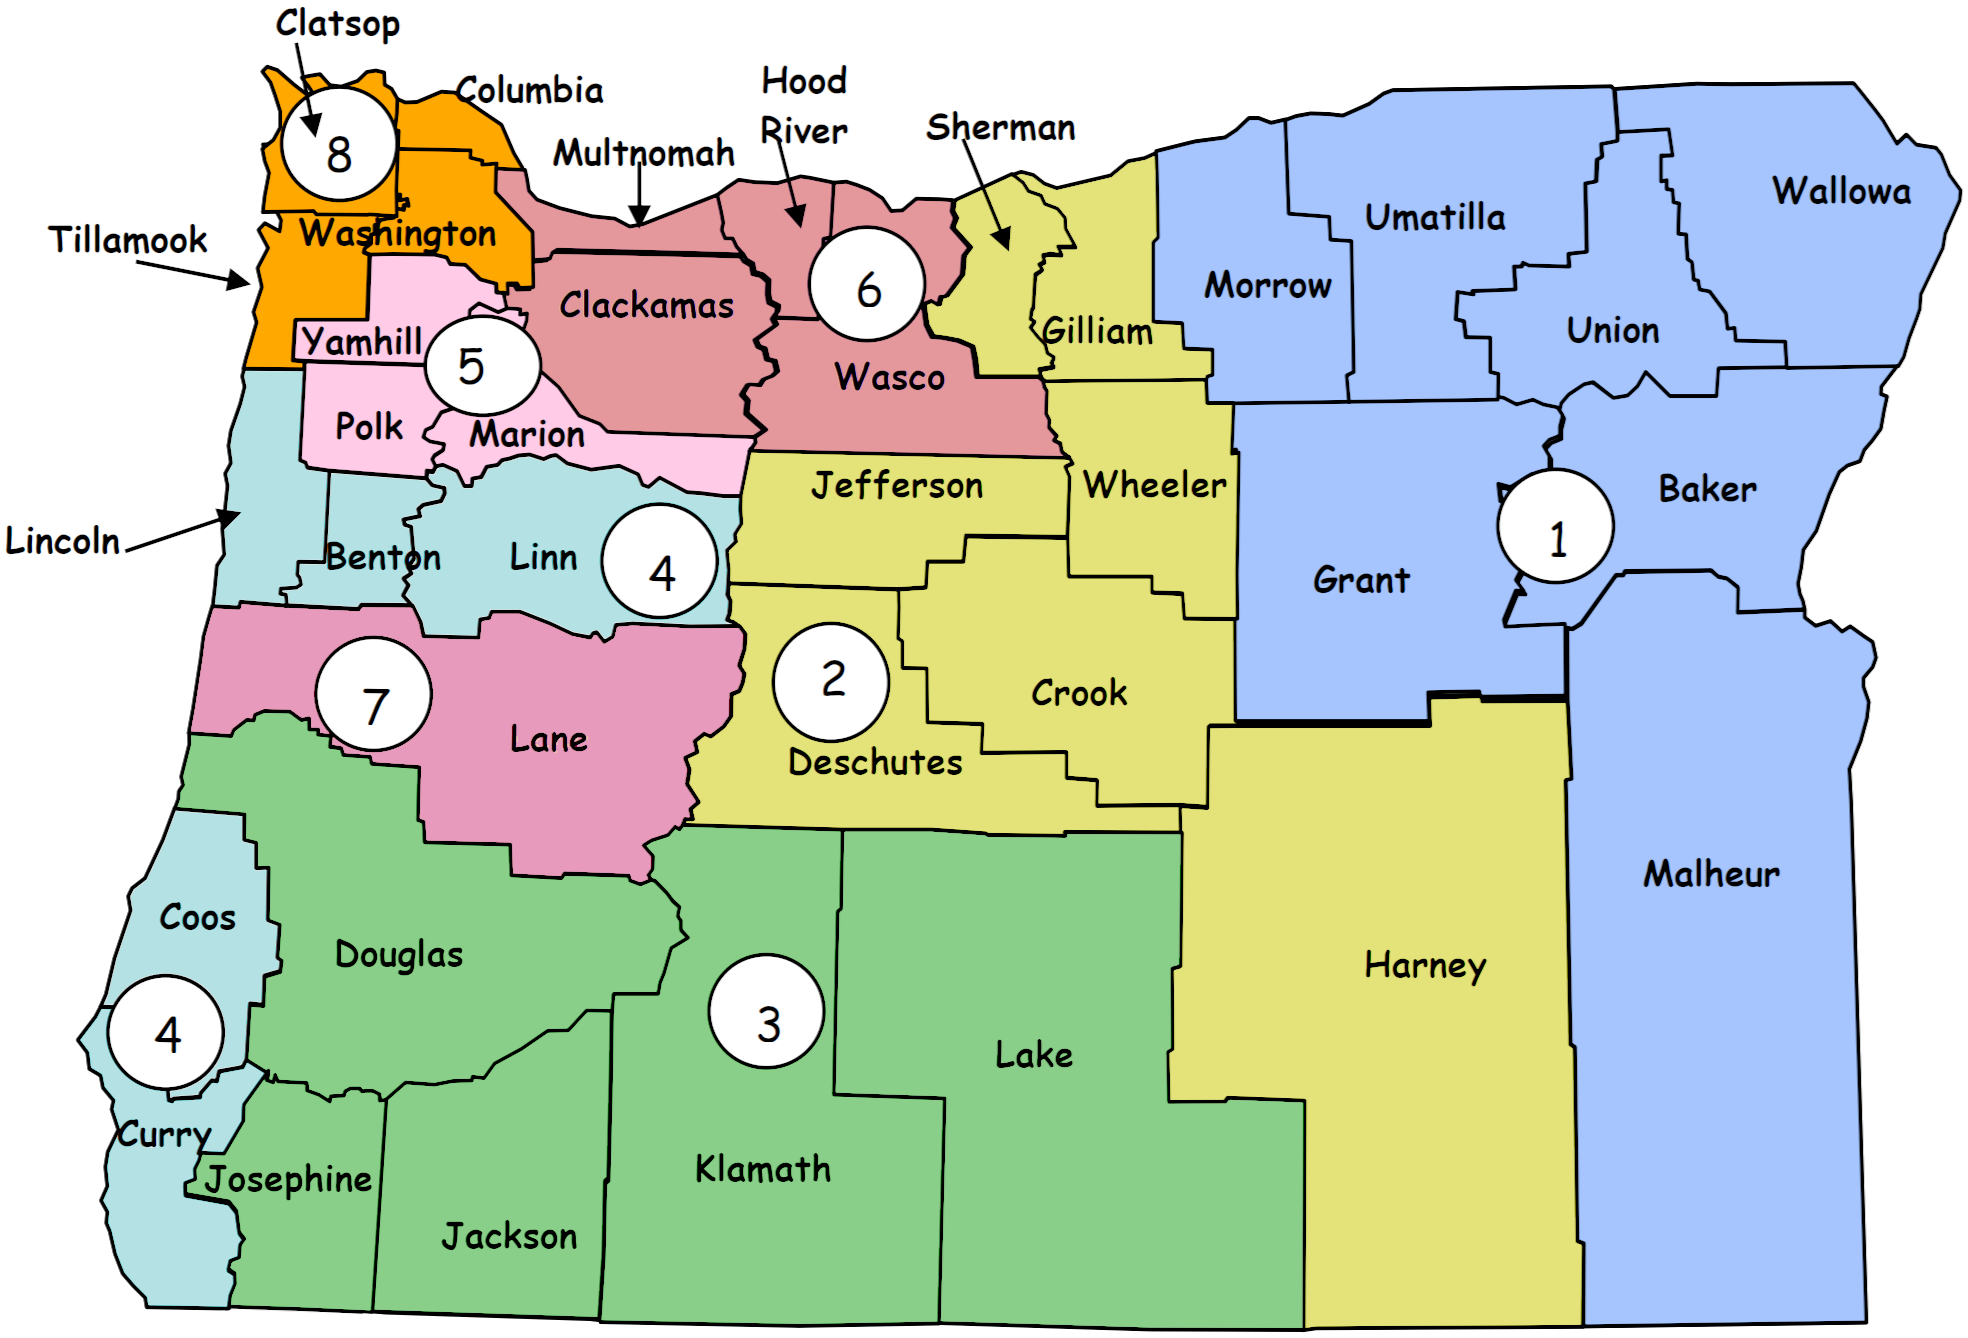 Clatsop
Columbia
Hood
River
Multnomah
Sherman
8
Tillamook
Washington
Wallowa
Umatilla
Morrow
6
Clackamas
Gilliam
Union
Yamhill
5
Wasco
Polk
Marion
Jefferson
Wheeler
Baker
Lincoln
Benton
Linn
4
1
Grant
7
2
Crook
Lane
Deschutes
Malheur
Coos
Douglas
Harney
4
3
Lake
Curry
Josephine
Klamath
Jackson